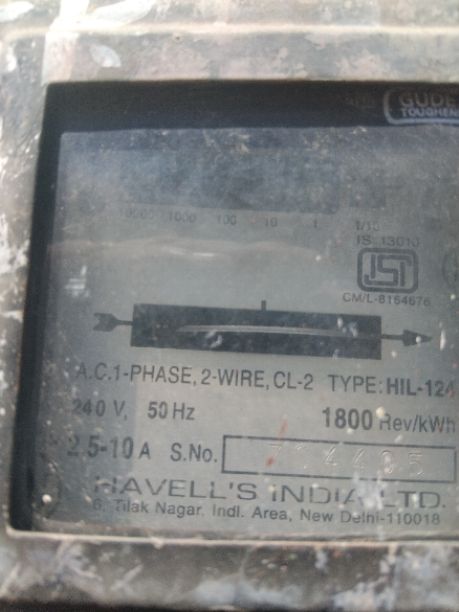 GUDE
TOUGHEN
10000 1000 100 10 1 1/10
IS 13010
ISI
CM/L-8164676
A.C.1-PHASE, 2-WIRE, CL-2 TYPE: HIL-124
240 V, 50 Hz 1800 Rev/kWh
2.5-10 A S.No.
HAVELL'S INDIA LTD.
6, Tilak Nagar. Indl. Area, New Delhi-110018